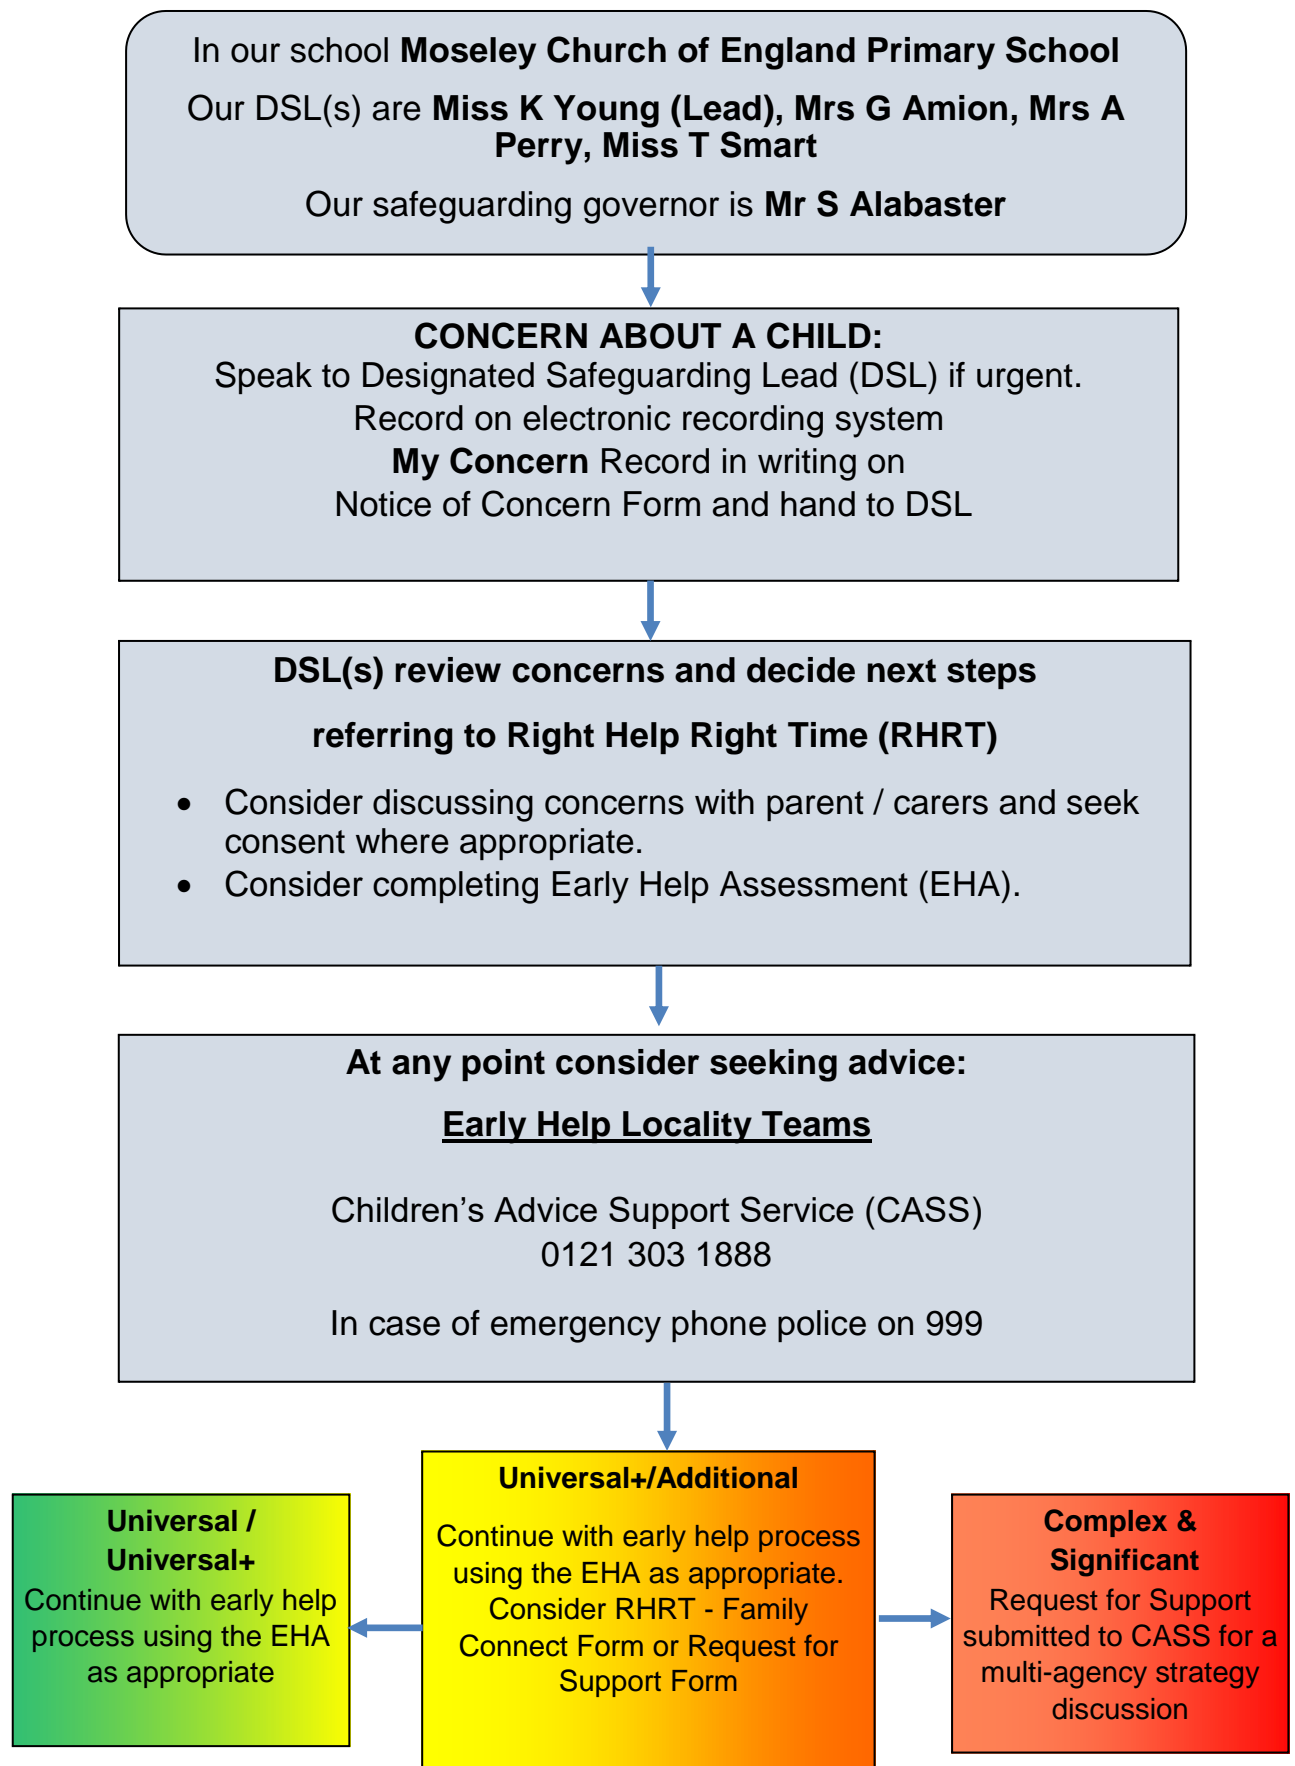 In our school Moseley Church of England Primary School
Our DSL(s) are Miss K Young (Lead), Mrs G Amion, Mrs A
Perry, Miss T Smart
Our safeguarding governor is Mr S Alabaster
CONCERN ABOUT A CHILD:
Speak to Designated Safeguarding Lead (DSL) if urgent.
Record on electronic recording system
My Concern Record in writing on
Notice of Concern Form and hand to DSL
DSL(s) review concerns and decide next steps
referring to Right Help Right Time (RHRT)
• Consider discussing concerns with parent / carers and seek
consent where appropriate.
• Consider completing Early Help Assessment (EHA).
At any point consider seeking advice:
Early Help Locality Teams
Children’s Advice Support Service (CASS)
0121 303 1888
In case of emergency phone police on 999
Universal /
Universal+
Continue with early help
process using the EHA
as appropriate
Universal+/Additional
Continue with early help process
using the EHA as appropriate.
Consider RHRT - Family
Connect Form or Request for
Support Form
Complex &
Significant
Request for Support
submitted to CASS for a
multi-agency strategy
discussion